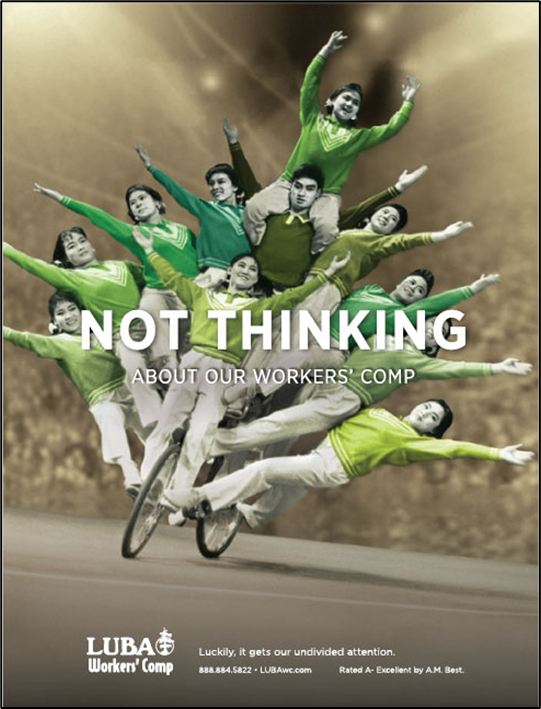 NOT THINKING
ABOUT OUR WORKERS' COMP
LUBA
Workers' Comp
Luckily, it gets our undivided attention.
888.884.5822 • LUBAwc.com Rated A- Excellent by A.M. Best.